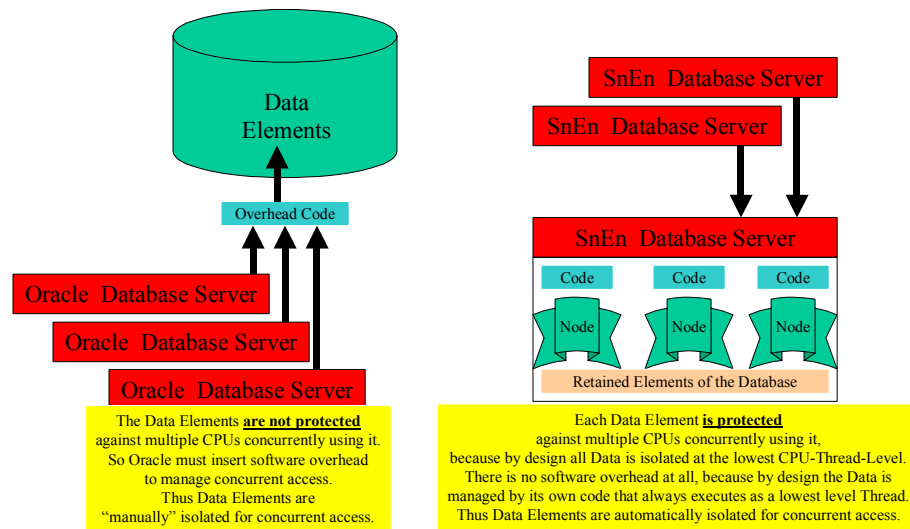 Data
Elements
Overhead Code
Oracle Database Server
Oracle Database Server
Oracle Database Server
The Data Elements are not protected
against multiple CPUs concurrently using it.
So Oracle must insert software overhead
to manage concurrent access.
Thus Data Elements are
“manually” isolated for concurrent access.
SnEn Database Server
SnEn Database Server
SnEn Database Server
Code
Code
Code
Node
Node
Node
Retained Elements of the Database
Each Data Element is protected
against multiple CPUs concurrently using it,
because by design all Data is isolated at the lowest CPU-Thread-Level.
There is no software overhead at all, because by design the Data is
managed by its own code that always executes as a lowest level Thread.
Thus Data Elements are automatically isolated for concurrent access.